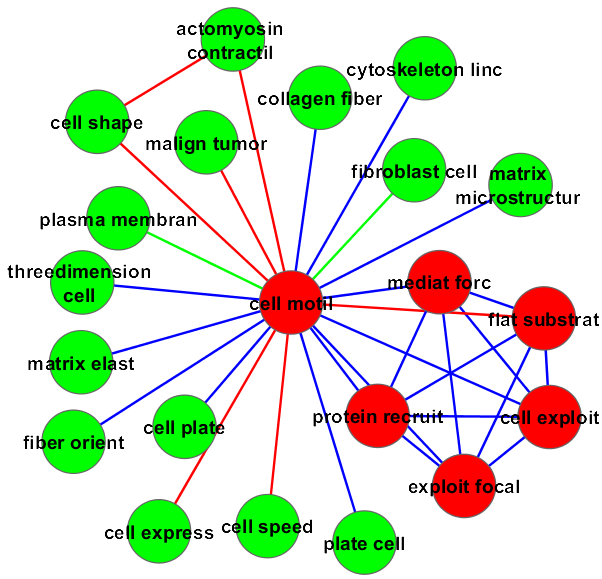 actomyosin
contractil
cytoskeleton linc
collagen fiber
cell shape
malign tumor
fibroblast cell
matrix
microstructur
plasma membran
threedimension
cell
mediat forc
cell motil
flat substrat
matrix elast
protein recruit
cell exploit
cell plate
fiber orient
exploit focal
cell speed
cell express
plate cell